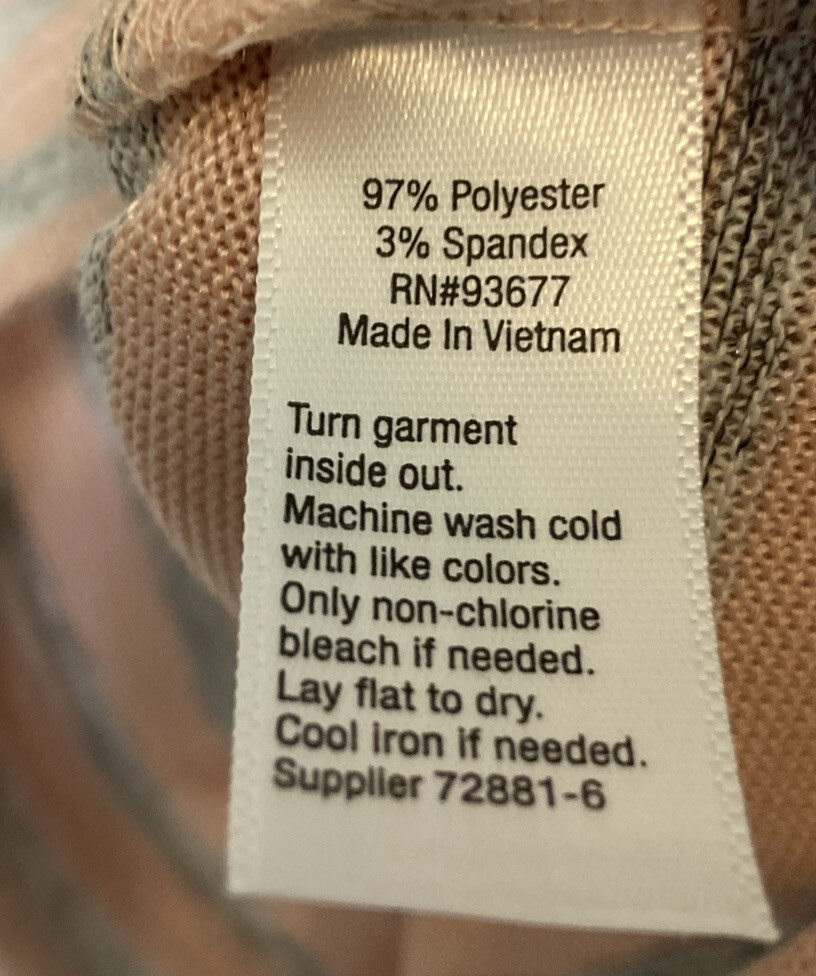 97% Polyester
3% Spandex
RN#93677
Made In Vietnam
Turn garment
inside out.
Machine wash cold
with like colors.
Only non-chlorine
bleach if needed.
Lay flat to dry.
Cool iron if needed.
Supplier 72881-6